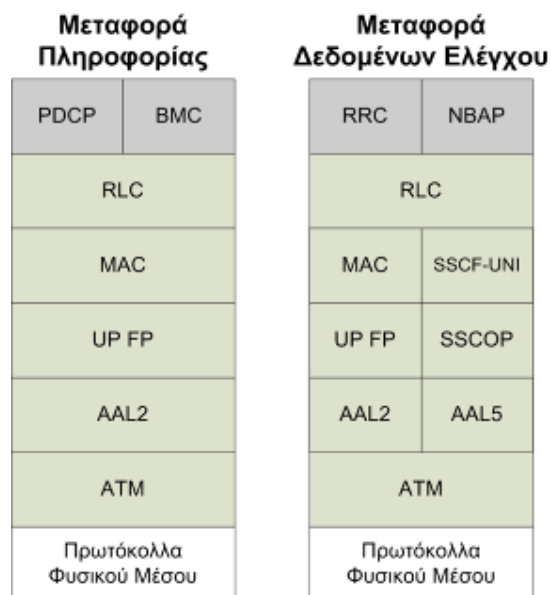 Μεταφορά
Πληροφορίας
PDCP
BMC
RLC
MAC
UP FP
AAL2
ATM
Πρωτόκολλα
Φυσικού Μέσου
Μεταφορά
Δεδομένων Ελέγχου
RRC
NBAP
RLC
MAC
SSCF-UNI
UP FP
SSCOP
AAL2
AAL5
ATM
Πρωτόκολλα
Φυσικού Μέσου